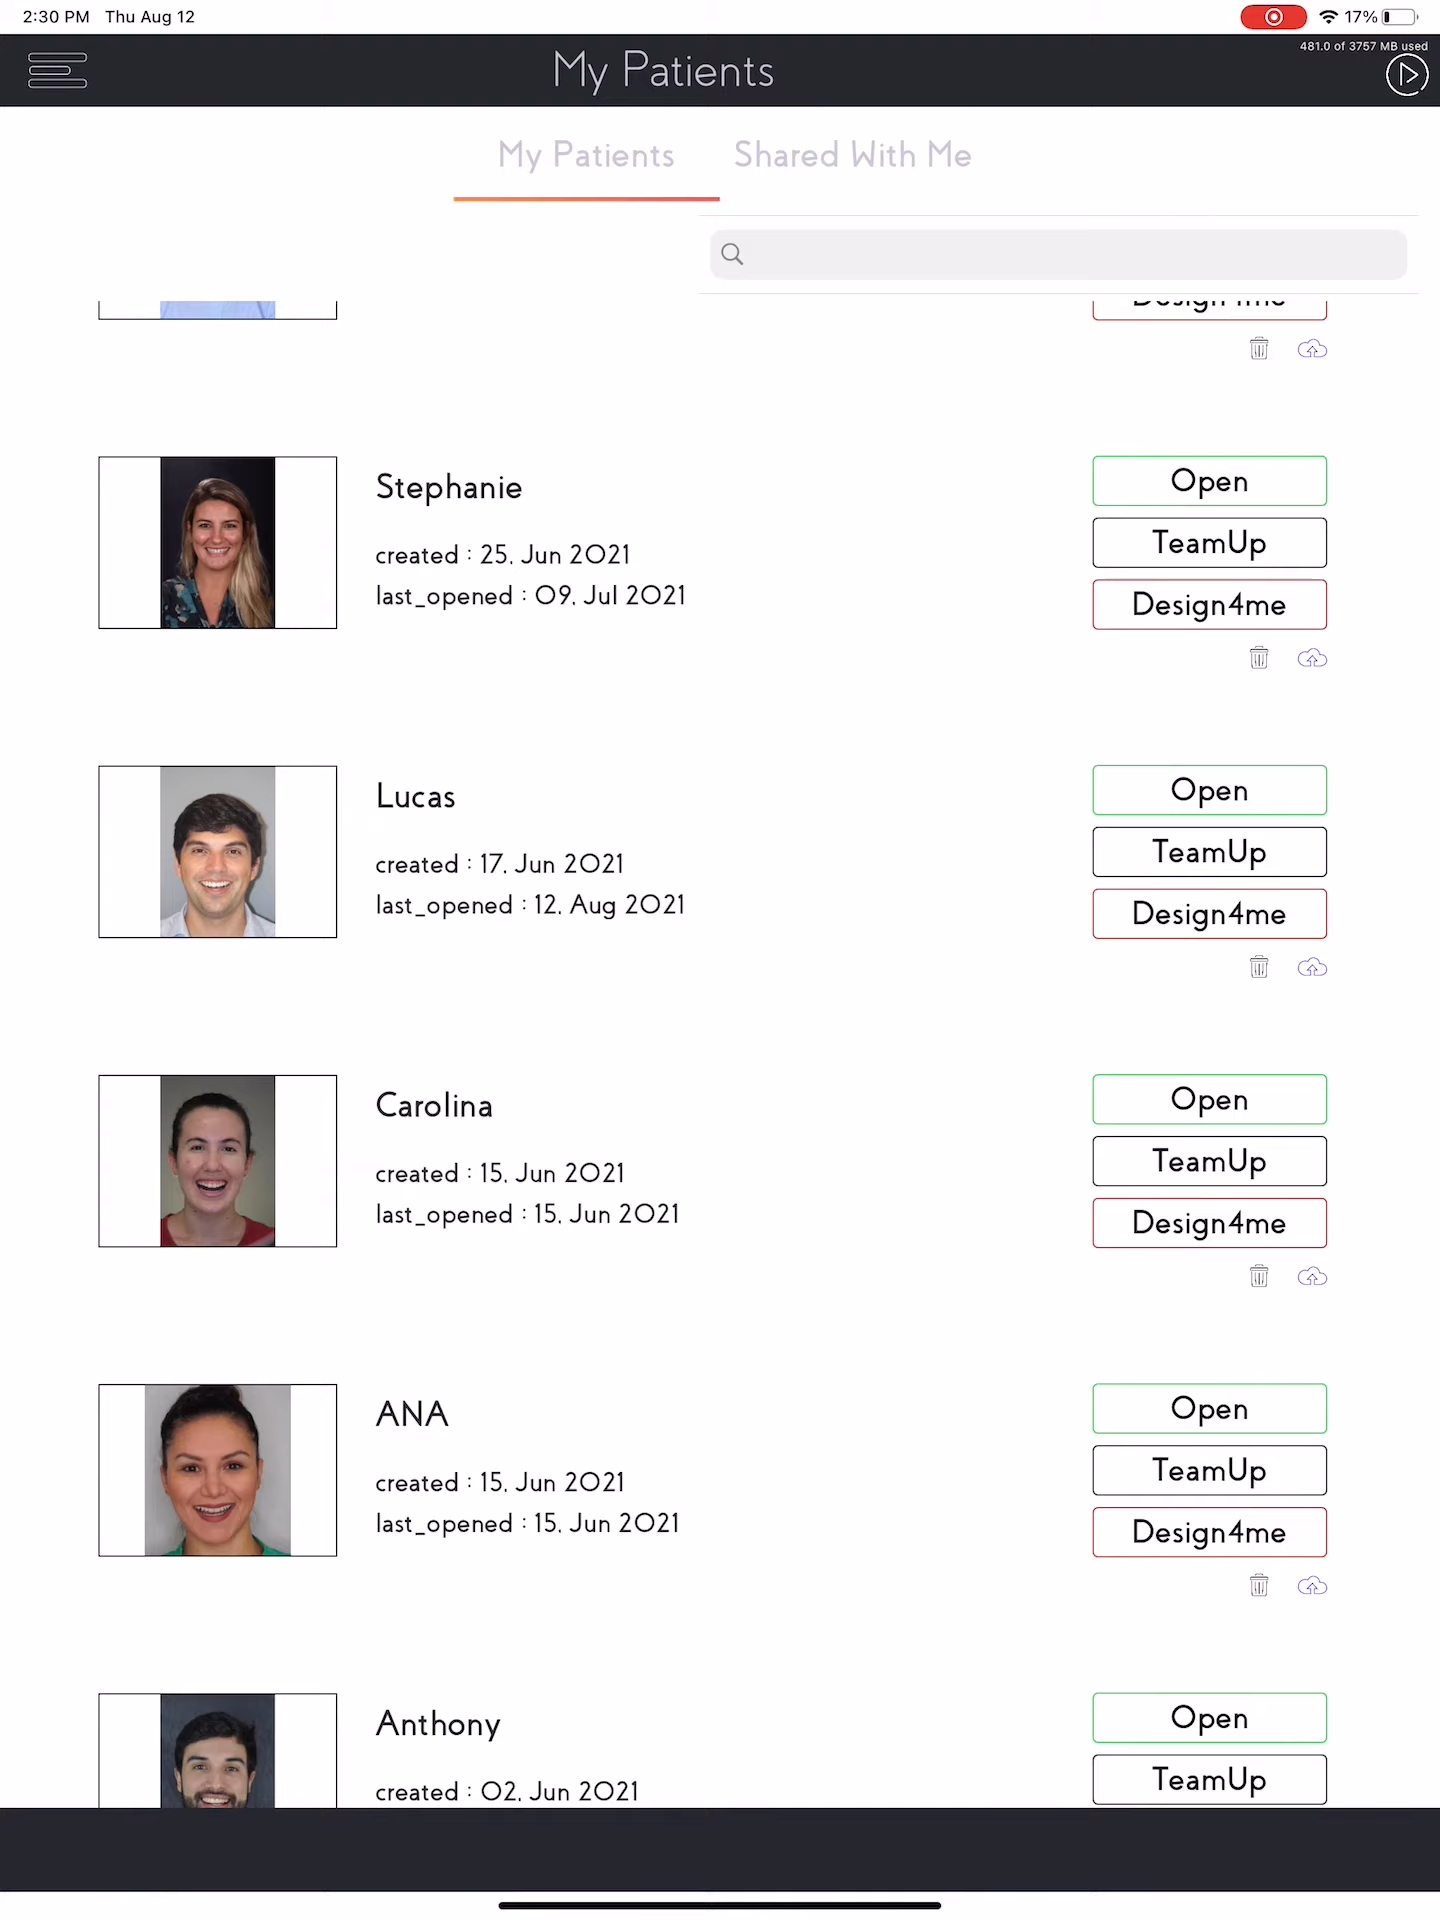 2:30 PM Thu Aug 12
17%
481.0 of 3757 MB used
My Patients
My Patients
Shared With Me
Design4me
Stephanie
created : 25. Jun 2021
last_opened : 09. Jul 2021
Open
TeamUp
Design4me
Lucas
created : 17. Jun 2021
last_opened : 12. Aug 2021
Open
TeamUp
Design4me
Carolina
created : 15. Jun 2021
last_opened : 15. Jun 2021
Open
TeamUp
Design4me
ANA
created : 15. Jun 2021
last_opened : 15. Jun 2021
Open
TeamUp
Design4me
Anthony
created : 02. Jun 2021
Open
TeamUp